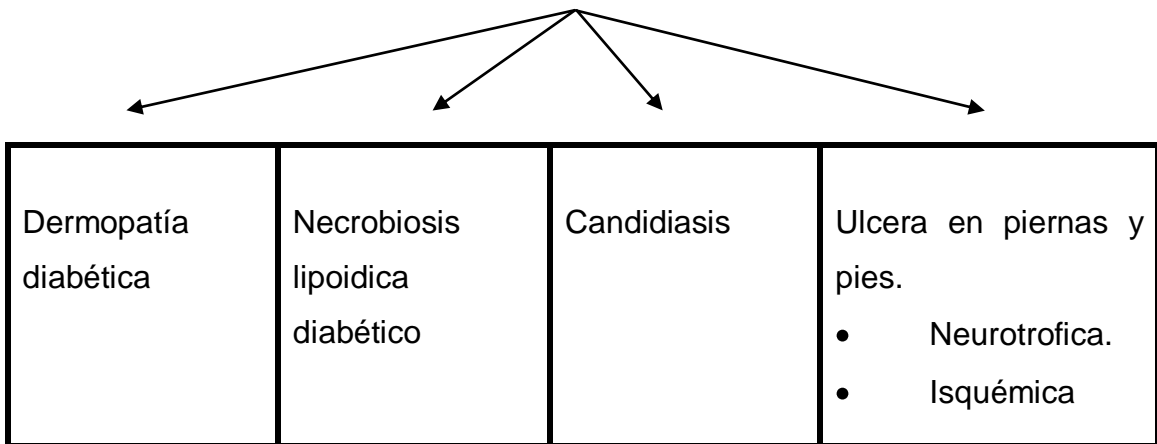 Dermopatía
diabética
Necrobiosis
lipoidica
diabético
Candidiasis
Ulcera en piernas y
pies.
• Neurotrofica.
• Isquémica